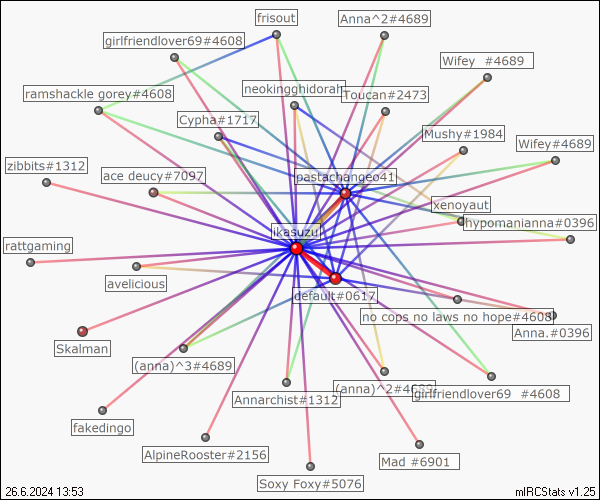 frisout
Anna^2#4689
girlfriendlover69#4608
Wifey #4689
neokingghidorah
ramshackle gorey#4608
Toucan#2473
Cypha#1717
Mushy#1984
Wifey#4689
zibbits#1312
ace deucy#7097
pastachangeo41
xenoyaut
hypomanianna#0396
ikasuzu
rattgaming
avelicious
default#0617
no cops no laws no hope#4608
Anna.#0396
Skalman
(anna)^3#4689
(anna)^2#4689
girlfriendlover69 #4608
Annarchist#1312
fakedingo
AlpineRooster#2156
Mad #6901
Soxy Foxy#5076
26.6.2024 13:53
mIRCStats v1.25